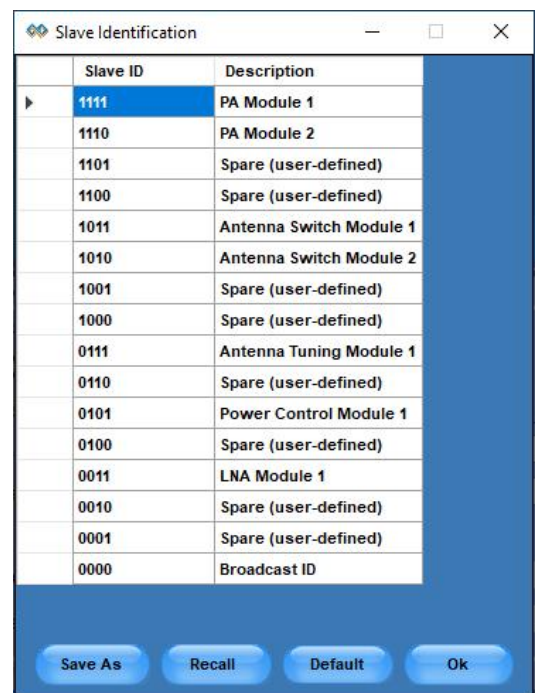 Slave Identification
Slave ID Description
1111 PA Module 1
1110 PA Module 2
1101 Spare (user-defined)
1100 Spare (user-defined)
1011 Antenna Switch Module 1
1010 Antenna Switch Module 2
1001 Spare (user-defined)
1000 Spare (user-defined)
0111 Antenna Tuning Module 1
0110 Spare (user-defined)
0101 Power Control Module 1
0100 Spare (user-defined)
0011 LNA Module 1
0010 Spare (user-defined)
0001 Spare (user-defined)
0000 Broadcast ID
Save As Recall Default Ok